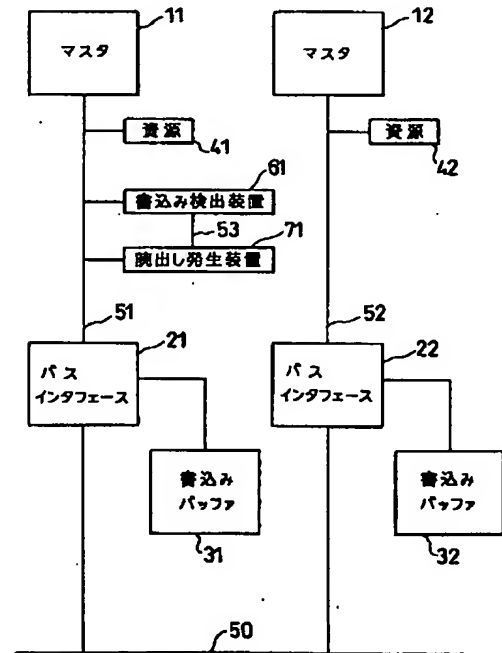 11
12
マスタ
マスタ
資源
41
資源
42
61
書込み検出装置
53
71
読出し発生装置
51
52
21
22
バス
インタフェース
バス
インタフェース
書込み
バッファ
書込み
バッファ
31
32
50